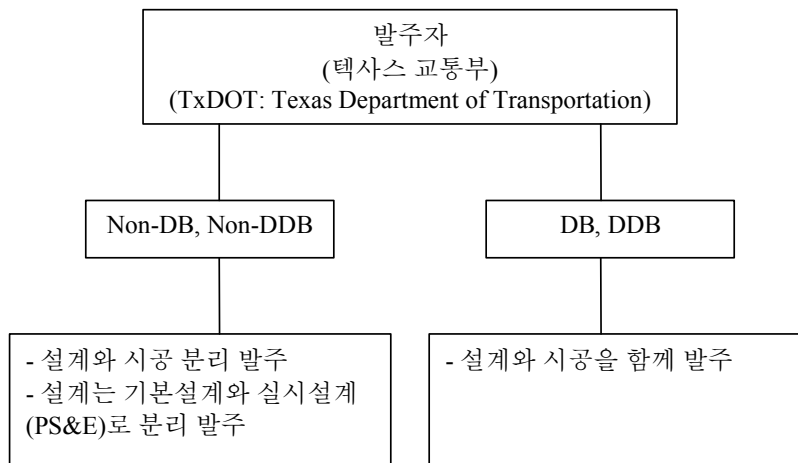 발주자
(텍사스 교통부)
(TxDOT: Texas Department of Transportation)
Non-DB, Non-DDB
DB, DDB
- 설계와 시공 분리 발주
- 설계는 기본설계와 실시설계
(PS&E)로 분리 발주
- 설계와 시공을 함께 발주